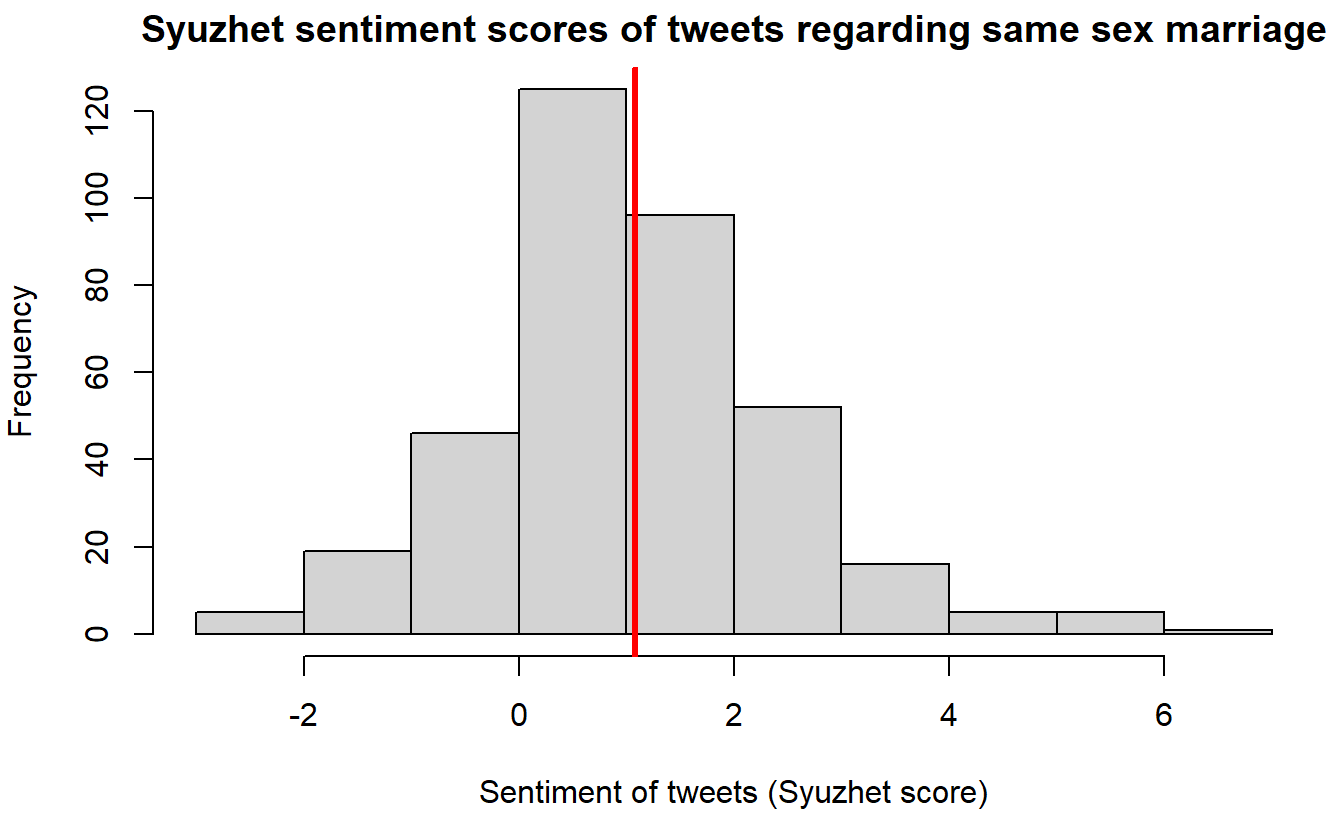 Syuzhet sentiment scores of tweets regarding same sex marriage
Frequency
120
100
80
60
40
20
0
-2 0 2 4 6
Sentiment of tweets (Syuzhet score)